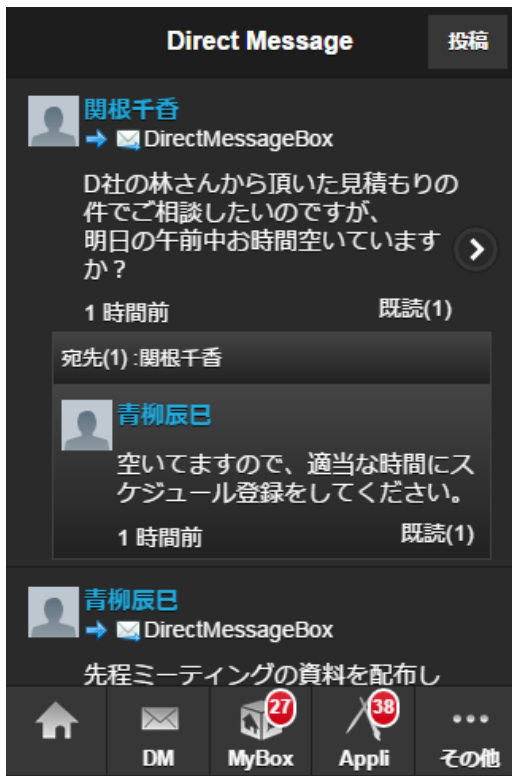 Direct Message
投稿
関根千香
DirectMessageBox
D社の林さんから頂いた見積もりの
件でご相談したいのですが、
明日の午前中お時間空いています
か？
1 時間前
既読(1)
宛先(1) :関根千香
青柳辰巳
空いてますので、適当な時間にス
ケジュール登録をしてください。
1 時間前
既読(1)
青柳辰巳
DirectMessageBox
先程ミーティングの資料を配布し
27
38
DM
MyBox
Appli
その他